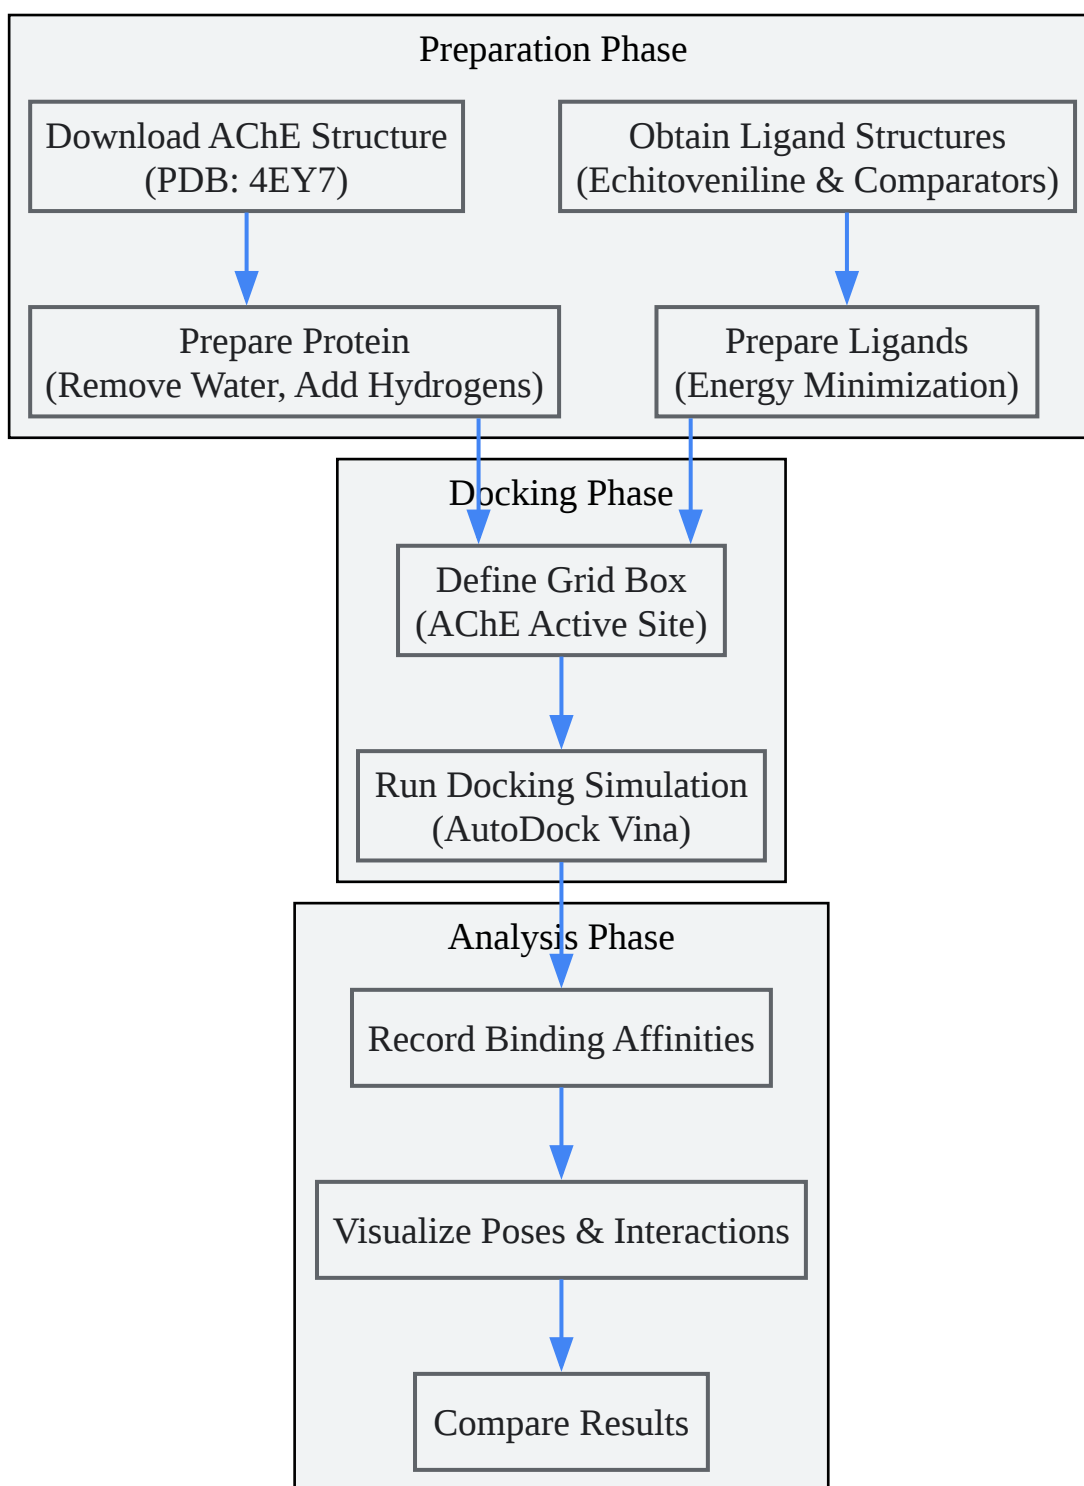 Preparation Phase
Download AChE Structure
(PDB: 4EY7)
Obtain Ligand Structures
(Echitoveniline & Comparators)
Prepare Protein
(Remove Water, Add Hydrogens)
Prepare Ligands
(Energy Minimization)
Docking Phase
Define Grid Box
(AChE Active Site)
Run Docking Simulation
(AutoDock Vina)
Analysis Phase
Record Binding Affinities
Visualize Poses & Interactions
Compare Results